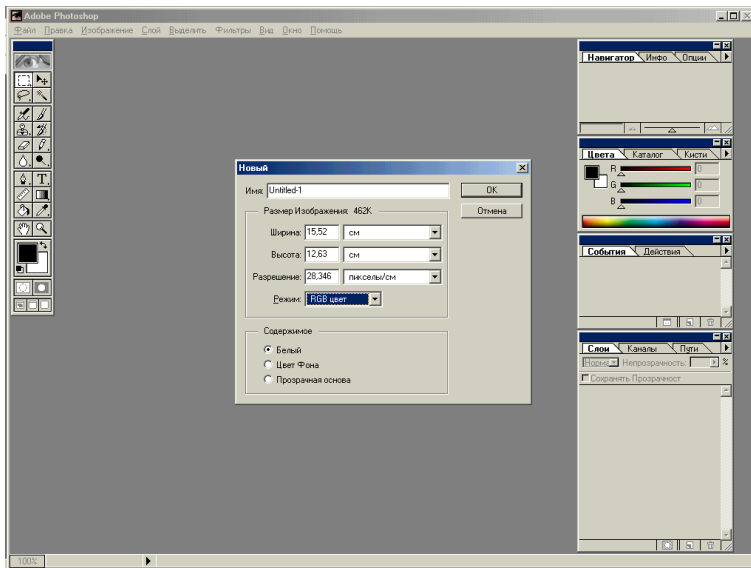 Adobe Photoshop
Файл Правка Изображение Слой Выделить Фильтры Вид Окно Помощь
Навигатор Инфо Опции
Цвета Каталог Кисти
R 0
G 0
B 0
События Действия
Слои Каналы Пути
Непрозрачность: %
Сохранять Прозрачност
Новый
Имя: Untitled-1
OK
Размер Изображения: 462K
Отмена
Ширина: 15,52 см
Высота: 12,63 см
Разрешение: 28,346 пикселы/см
Режим: RGB цвет
Содержимое
Белый
Цвет Фона
Прозрачная основа
T
100%